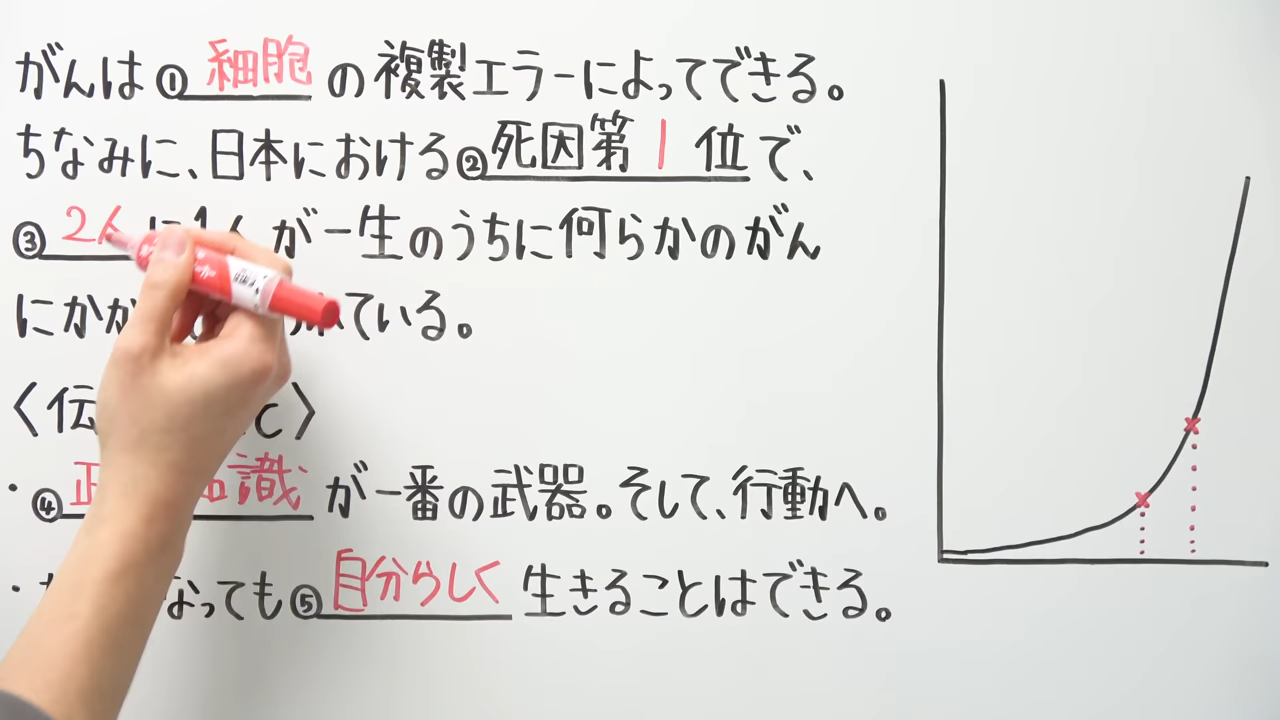 がんは①細胞の複製エラーによってできる。
ちなみに、日本における②死因第1位で、
③2人に1人が一生のうちに何らかのがん
にかか ている。
〈伝 〉
・④正 知識が一番の武器。そして、行動へ。
・ なっても⑤自分らしく生きることはできる。